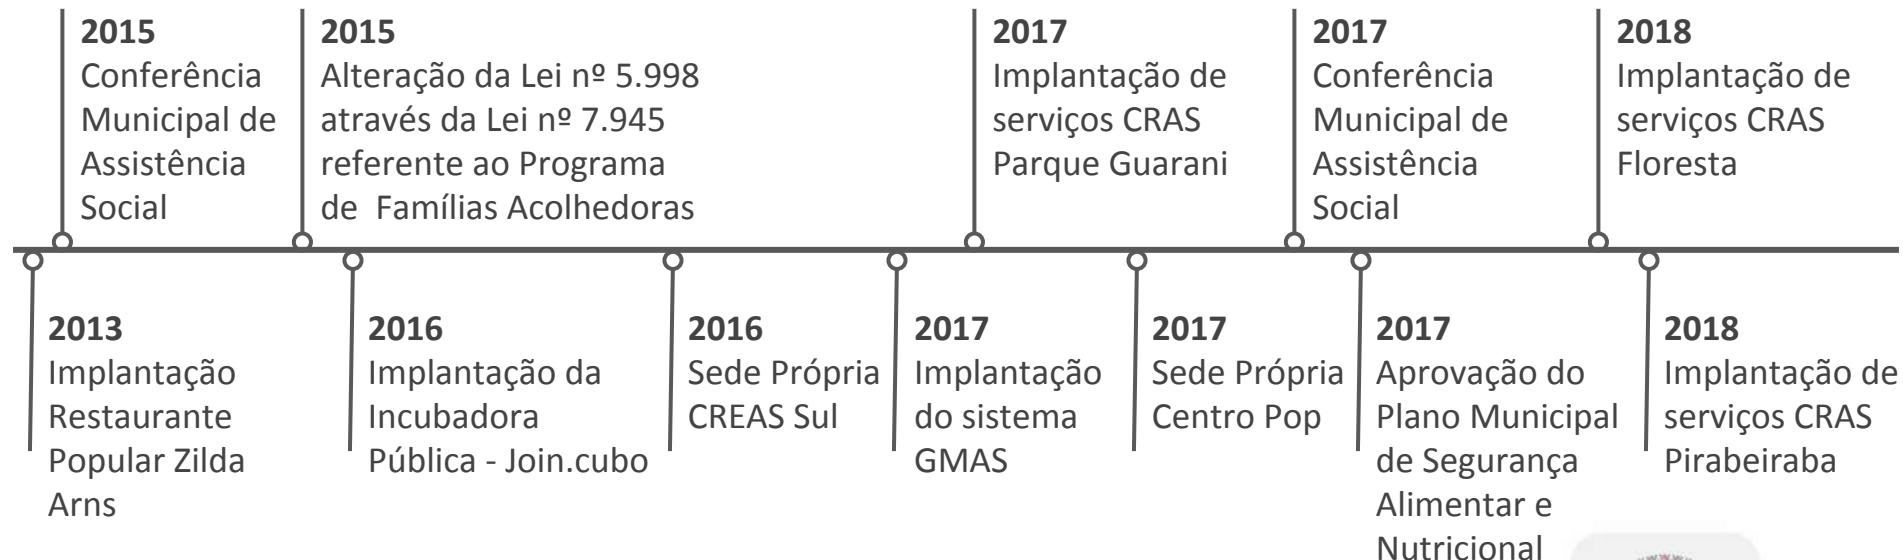 2015
Conferência
Municipal de
Assistência
Social
2015
Alteração da Lei nº 5.998
através da Lei nº 7.945
referente ao Programa
de Famílias Acolhedoras
2017
Implantação de
serviços CRAS
Parque Guarani
2017
Conferência
Municipal de
Assistência
Social
2018
Implantação de
serviços CRAS
Floresta
2013
Implantação
Restaurante
Popular Zilda
Arns
2016
Implantação da
Incubadora
Pública - Join.cubo
2016
Sede Própria
CREAS Sul
2017
Implantação
do sistema
GMAS
2017
Sede Própria
Centro Pop
2017
Aprovação do
Plano Municipal
de Segurança
Alimentar e
Nutricional
2018
Implantação de
serviços CRAS
Pirabeiraba